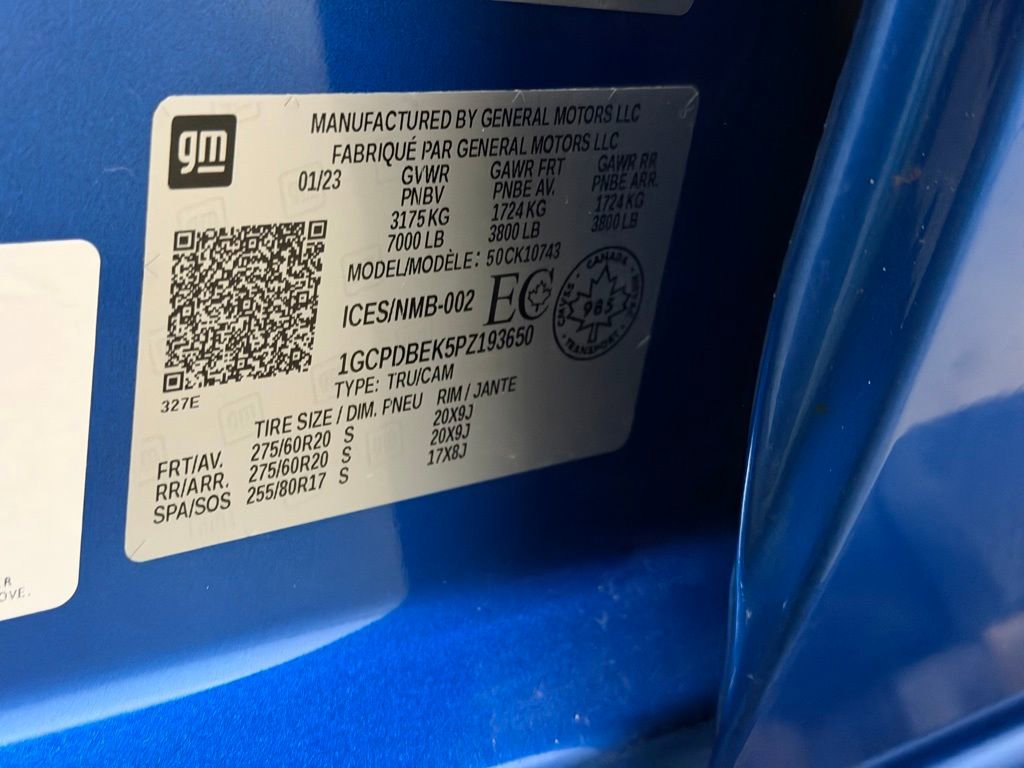 gm
MANUFACTURED BY GENERAL MOTORS LLC
FABRIQUÉ PAR GENERAL MOTORS LLC
01/23 GVWR GAWR FRT GAWR RR
PNBV PNBE AV. PNBE ARR.
3175 KG 1724 KG 1724 KG
7000 LB 3800 LB 3800 LB
MODEL/MODÈLE: 50CK10743
ICES/NMB-002 EC
CANADA
985
TRANSPORT
1GCPDBEK5PZ193650
TYPE: TRU/CAM
327E
TIRE SIZE / DIM. PNEU RIM / JANTE
FRT/AV. 275/60R20 S 20X9J
RR/ARR. 275/60R20 S 20X9J
SPA/SOS 255/80R17 S 17X8J
R
OVE.